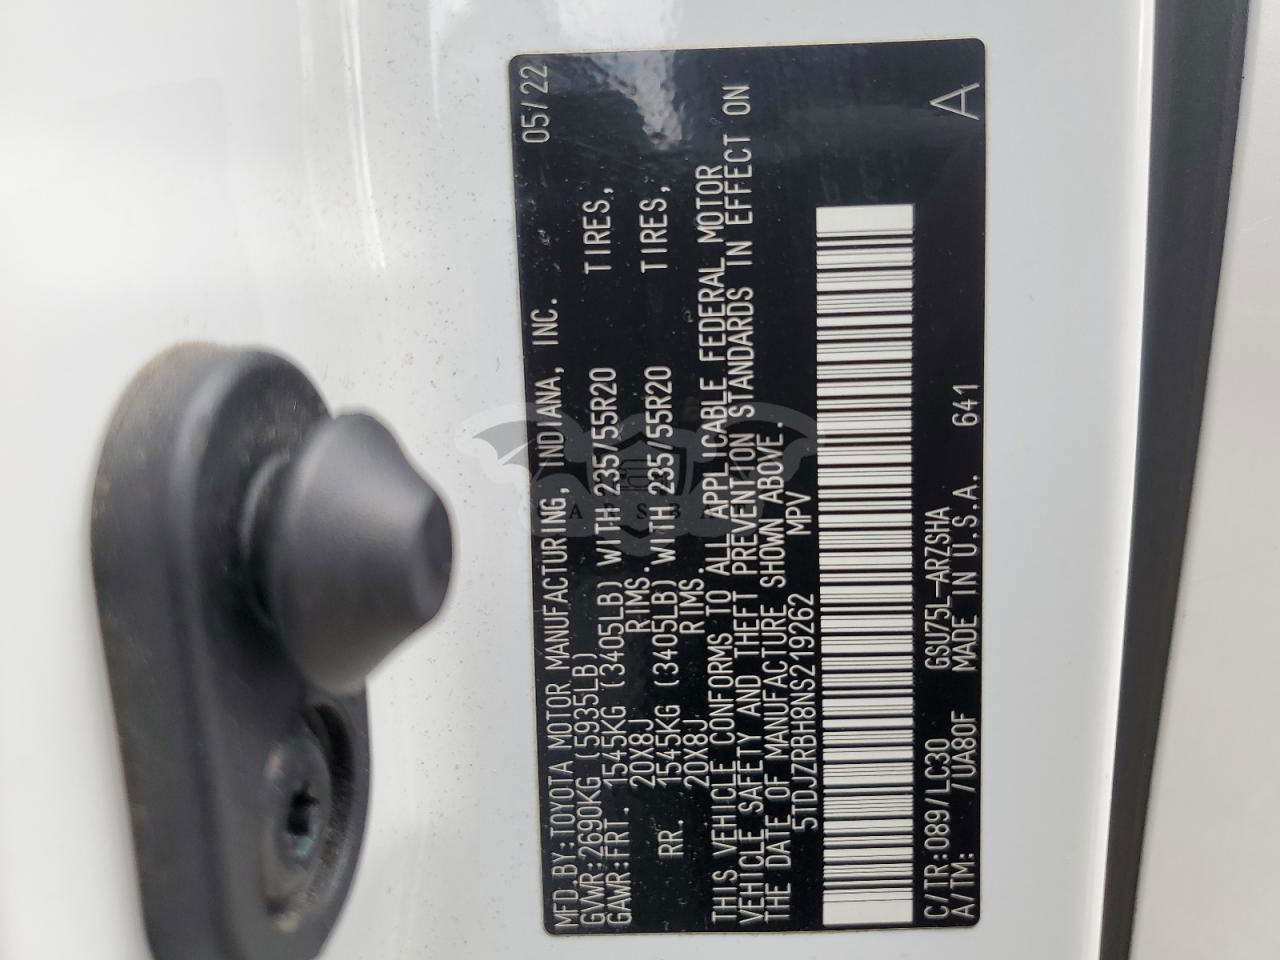 05/22
MFD.BY:TOYOTA MOTOR MANUFACTURING, INDIANA, INC.
GVWR:2690KG (5935LB)
GAWR:FRT. 1545KG (3405LB) WITH 235/55R20 TIRES,
20X8J RIMS.
RR. 1545KG (3405LB) WITH 235/55R20 TIRES,
20X8J RIMS.
THIS VEHICLE CONFORMS TO ALL APPLICABLE FEDERAL MOTOR
VEHICLE SAFETY AND THEFT PREVENTION STANDARDS IN EFFECT ON
THE DATE OF MANUFACTURE SHOWN ABOVE.
5TDJZRBH8NS219262 MPV
C/TR:089/LC30 GSU75L-ARZSHA
A/TM: /UA80F MADE IN U.S.A. 641
A